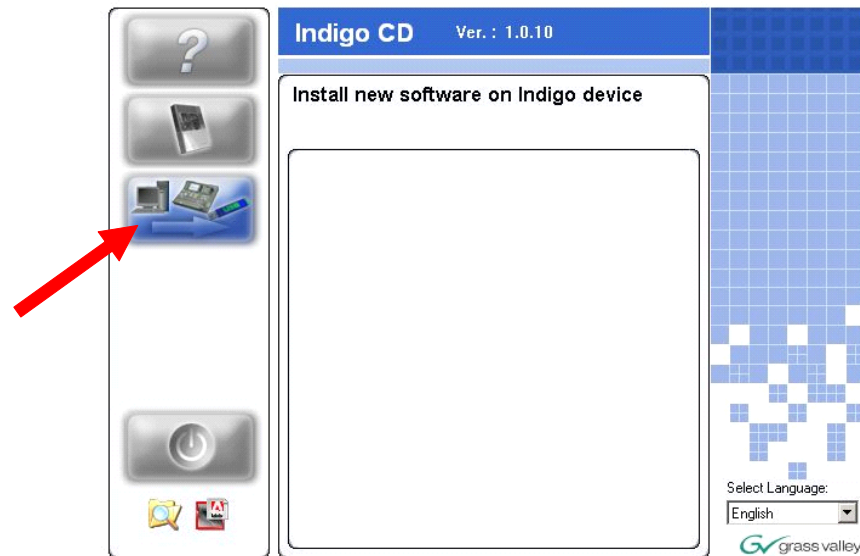 ?
Indigo CD Ver. : 1.0.10
Install new software on Indigo device
Select Language:
English
grass valley